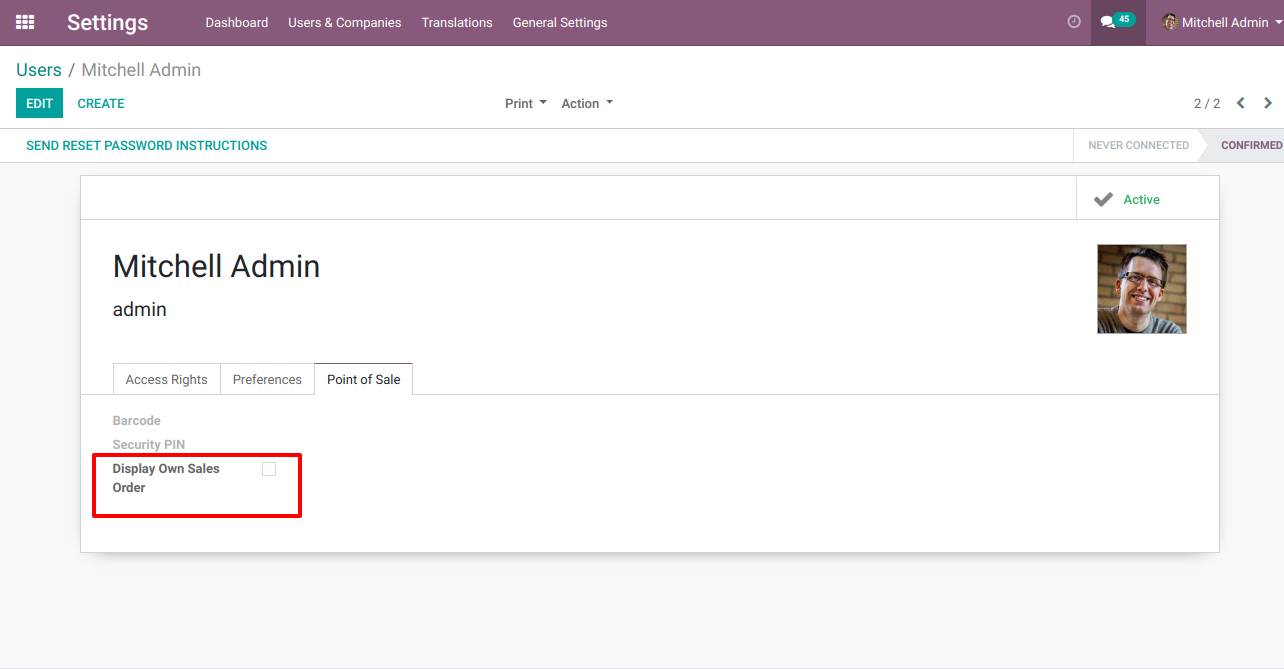 Settings Dashboard Users & Companies Translations General Settings 45 Mitchell Admin
Users / Mitchell Admin
EDIT CREATE Print Action 2 / 2
SEND RESET PASSWORD INSTRUCTIONS NEVER CONNECTED CONFIRMED
Active
Mitchell Admin
admin
Access Rights Preferences Point of Sale
Barcode
Security PIN
Display Own Sales
Order